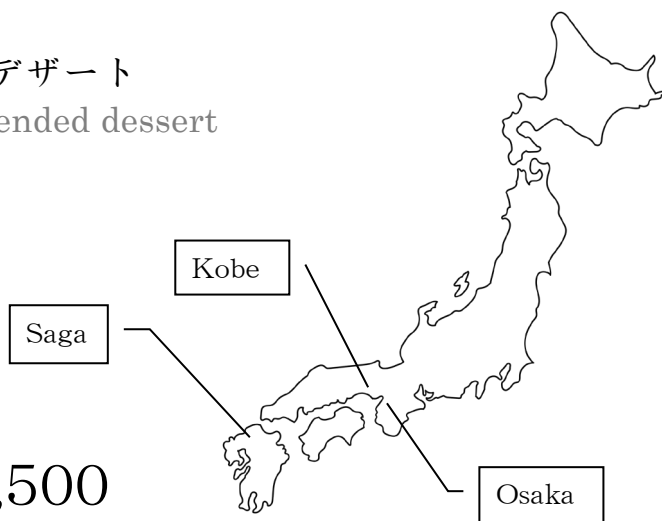 デザート
ended dessert
Kobe
Saga
,500
Osaka